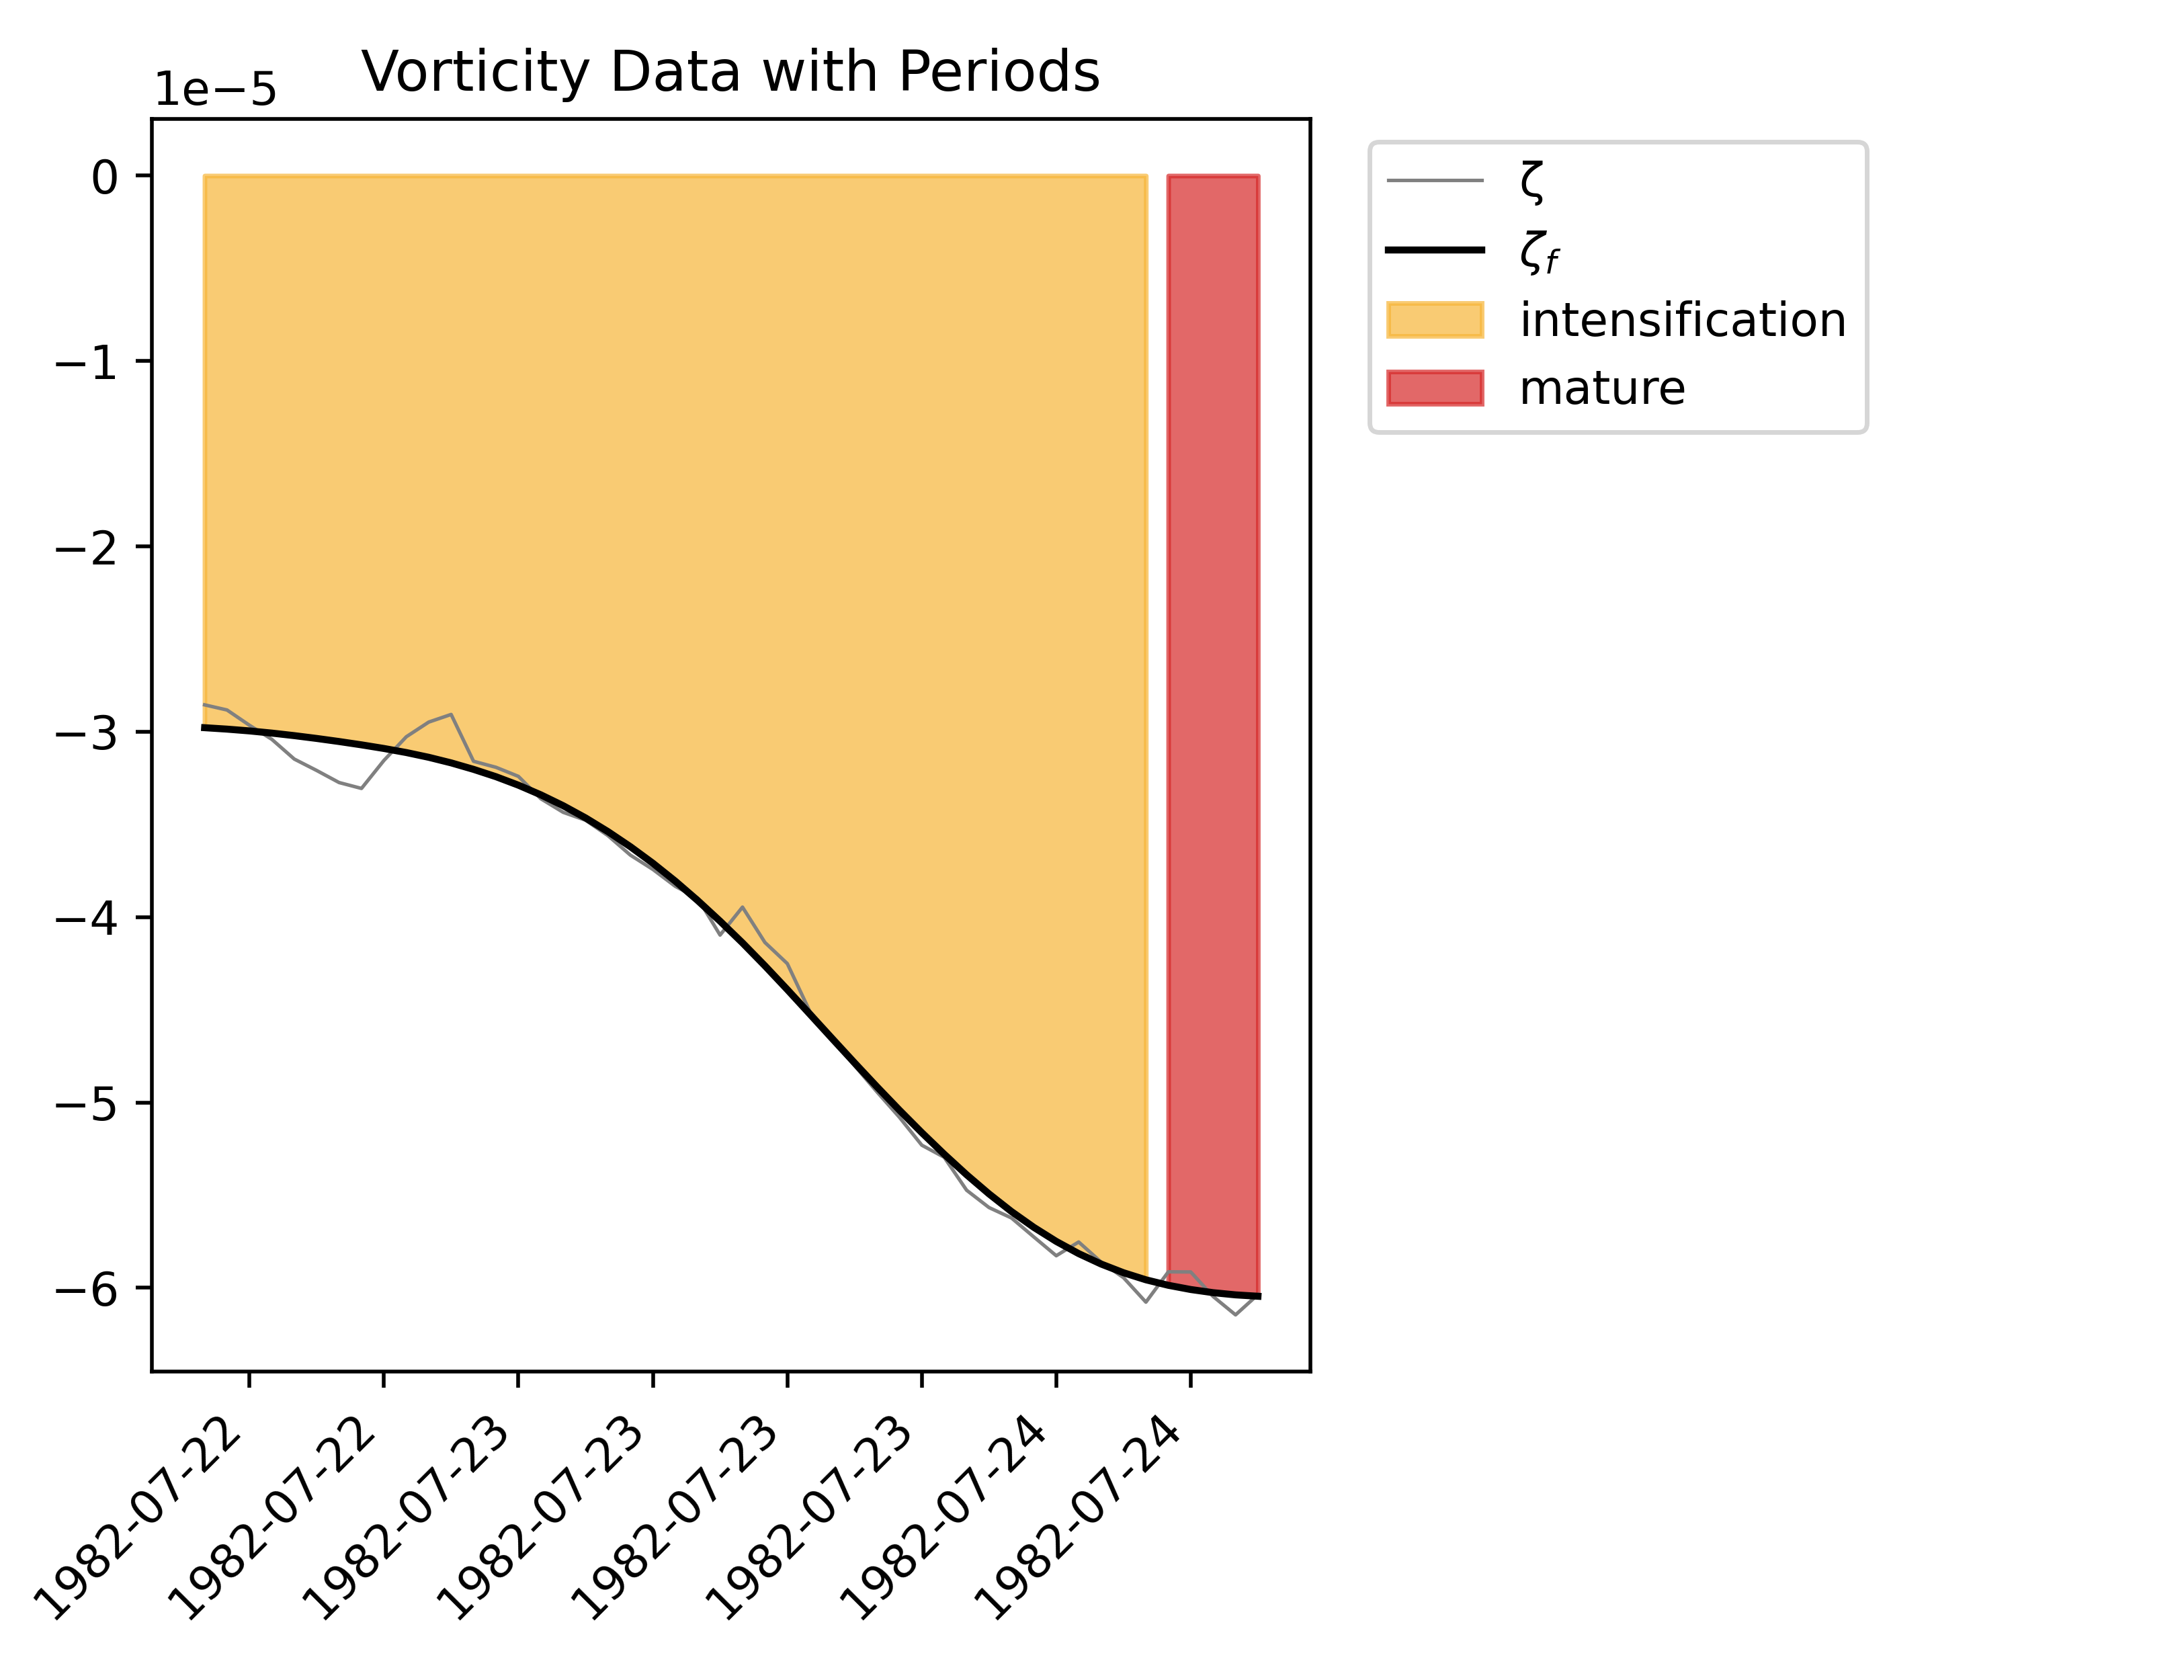 Vorticity Data with Periods
1e−5
0
−1
−2
−3
−4
−5
−6
1982-07-22
1982-07-22
1982-07-23
1982-07-23
1982-07-23
1982-07-23
1982-07-24
1982-07-24
ζ
ζf
intensification
mature